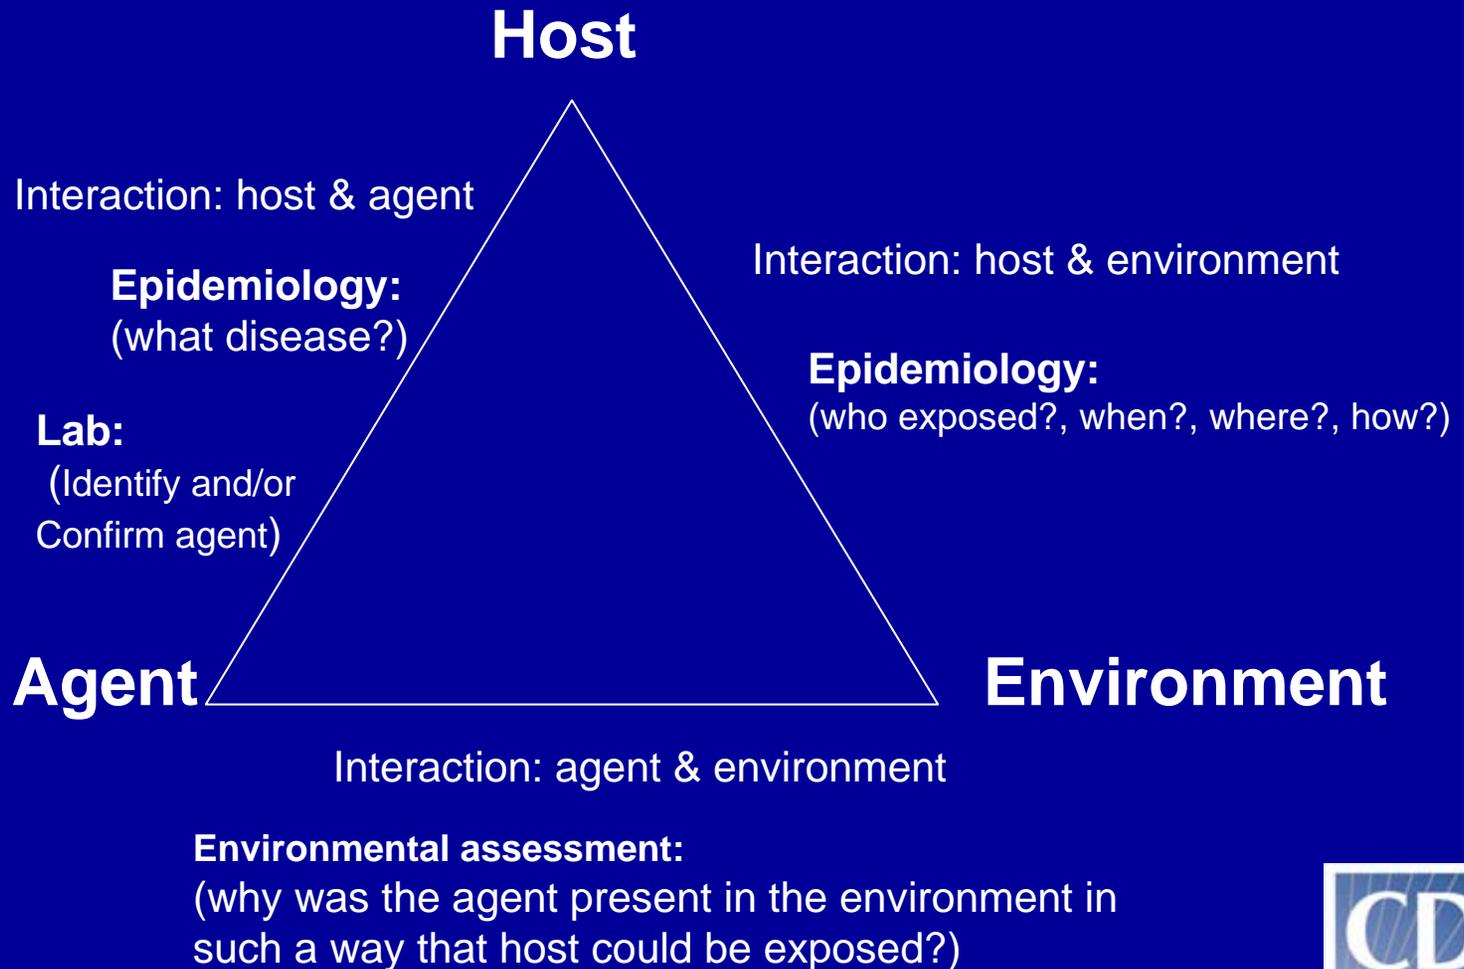 Host
Interaction: host & agent
Epidemiology:
(what disease?)
Lab:
(Identify and/or
Confirm agent)
Interaction: host & environment
Epidemiology:
(who exposed?, when?, where?, how?)
Agent
Environment
Interaction: agent & environment
Environmental assessment:
(why was the agent present in the environment in
such a way that host could be exposed?)
CD